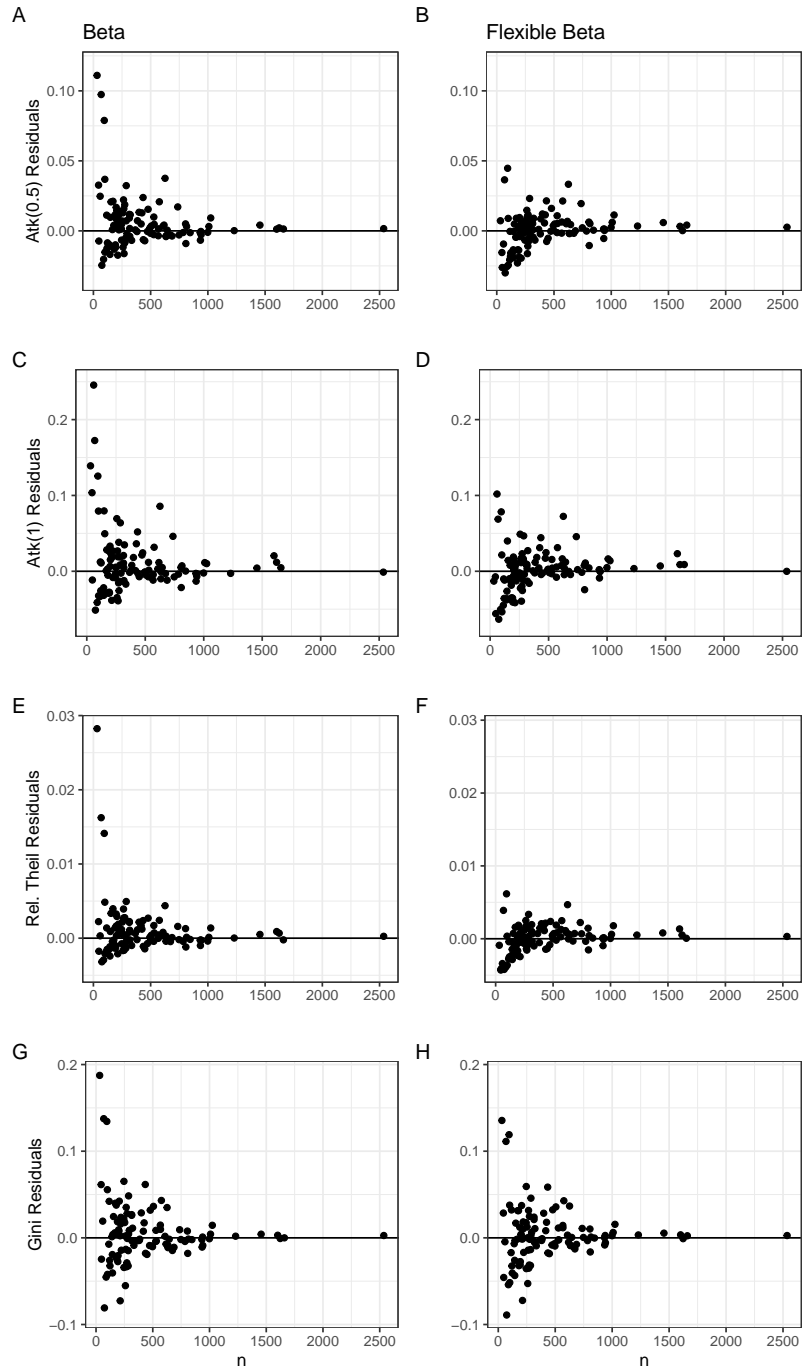 A
B
Beta
Flexible Beta
Atk(0.5) Residuals
0.10
0.05
0.00
0 500 1000 1500 2000 2500
0.10
0.05
0.00
0 500 1000 1500 2000 2500
C
D
Atk(1) Residuals
0.2
0.1
0.0
0 500 1000 1500 2000 2500
0.2
0.1
0.0
0 500 1000 1500 2000 2500
E
F
Rel. Theil Residuals
0.03
0.02
0.01
0.00
0 500 1000 1500 2000 2500
0.03
0.02
0.01
0.00
0 500 1000 1500 2000 2500
G
H
Gini Residuals
0.2
0.1
0.0
−0.1
0 500 1000 1500 2000 2500
n
0.2
0.1
0.0
−0.1
0 500 1000 1500 2000 2500
n